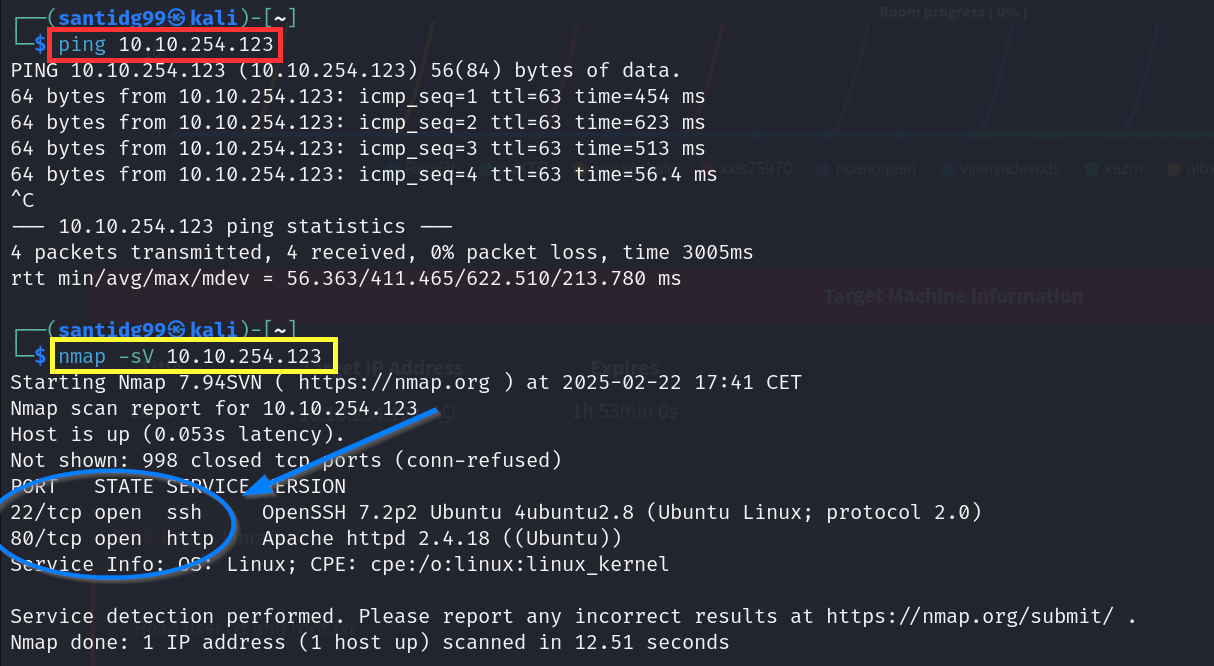 ┌──(santidg99㉿kali)-[~]
└─$ ping 10.10.254.123
PING 10.10.254.123 (10.10.254.123) 56(84) bytes of data.
64 bytes from 10.10.254.123: icmp_seq=1 ttl=63 time=454 ms
64 bytes from 10.10.254.123: icmp_seq=2 ttl=63 time=623 ms
64 bytes from 10.10.254.123: icmp_seq=3 ttl=63 time=513 ms
64 bytes from 10.10.254.123: icmp_seq=4 ttl=63 time=56.4 ms
^C
--- 10.10.254.123 ping statistics ---
4 packets transmitted, 4 received, 0% packet loss, time 3005ms
rtt min/avg/max/mdev = 56.363/411.465/622.510/213.780 ms
┌──(santidg99㉿kali)-[~]
└─$ nmap -sV 10.10.254.123
Starting Nmap 7.94SVN ( https://nmap.org ) at 2025-02-22 17:41 CET
Nmap scan report for 10.10.254.123
Host is up (0.053s latency).
Not shown: 998 closed tcp ports (conn-refused)
PORT   STATE SERVICE VERSION
22/tcp open  ssh     OpenSSH 7.2p2 Ubuntu 4ubuntu2.8 (Ubuntu Linux; protocol 2.0)
80/tcp open  http    Apache httpd 2.4.18 ((Ubuntu))
Service Info: OS: Linux; CPE: cpe:/o:linux:linux_kernel
Service detection performed. Please report any incorrect results at https://nmap.org/submit/ .
Nmap done: 1 IP address (1 host up) scanned in 12.51 seconds
Room progress ( 0% )
xxls75970 hoangquan vipinyadavcds kazm
Target Machine Information
Target IP Address Expires
1h 53min 0s